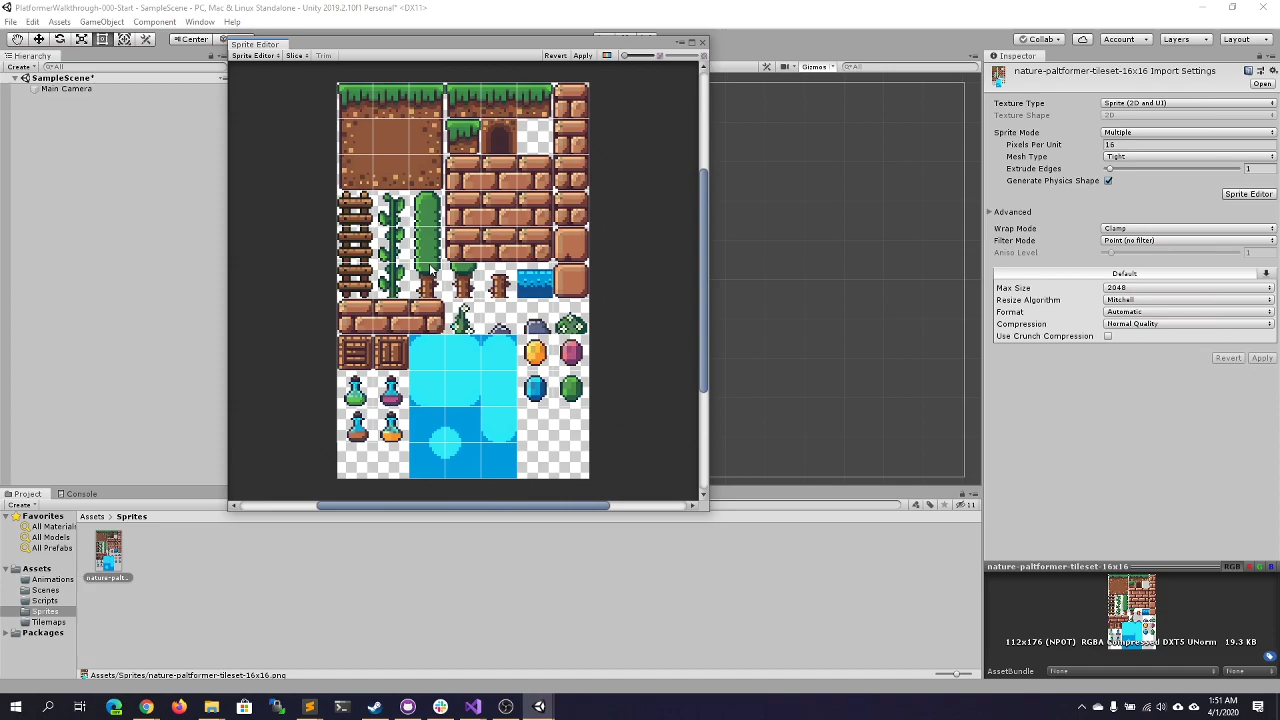 PlatformerWalkthrough-000-Start - SampleScene - PC, Mac & Linux Standalone - Unity 2019.2.10f1 Personal* <DX11>
File Edit Assets GameObject Component Window Help
Center
Collab Account Layers Layout
Hierarchy
Create All
SampleScene*
Main Camera
Sprite Editor
Sprite Editor Slice Trim Revert Apply
Gizmos All
Inspector
nature-paltformer-tileset-16x16 Import Settings
Open
Texture Type Sprite (2D and UI)
Texture Shape 2D
Sprite Mode Multiple
Pixels Per Unit 16
Mesh Type Tight
Extrude Edges 1
Generate Physics Shape
Sprite Editor
Advanced
Wrap Mode Clamp
Filter Mode Point (no filter)
Aniso Level 1
Default
Max Size 2048
Resize Algorithm Mitchell
Format Automatic
Compression Normal Quality
Use Crunch Compression
Revert Apply
Project Console
Create 11
Favorites
All Material
All Models
All Prefabs
Assets
Animations
Scenes
Scripts
Sprites
Tilemaps
Packages
Assets Sprites
nature-palt...
Assets/Sprites/nature-paltformer-tileset-16x16.png
nature-paltformer-tileset-16x16 RGB R G B
112x176 (NPOT) RGBA Compressed DXT5 UNorm 19.3 KB
AssetBundle None None
1:51 AM
4/1/2020